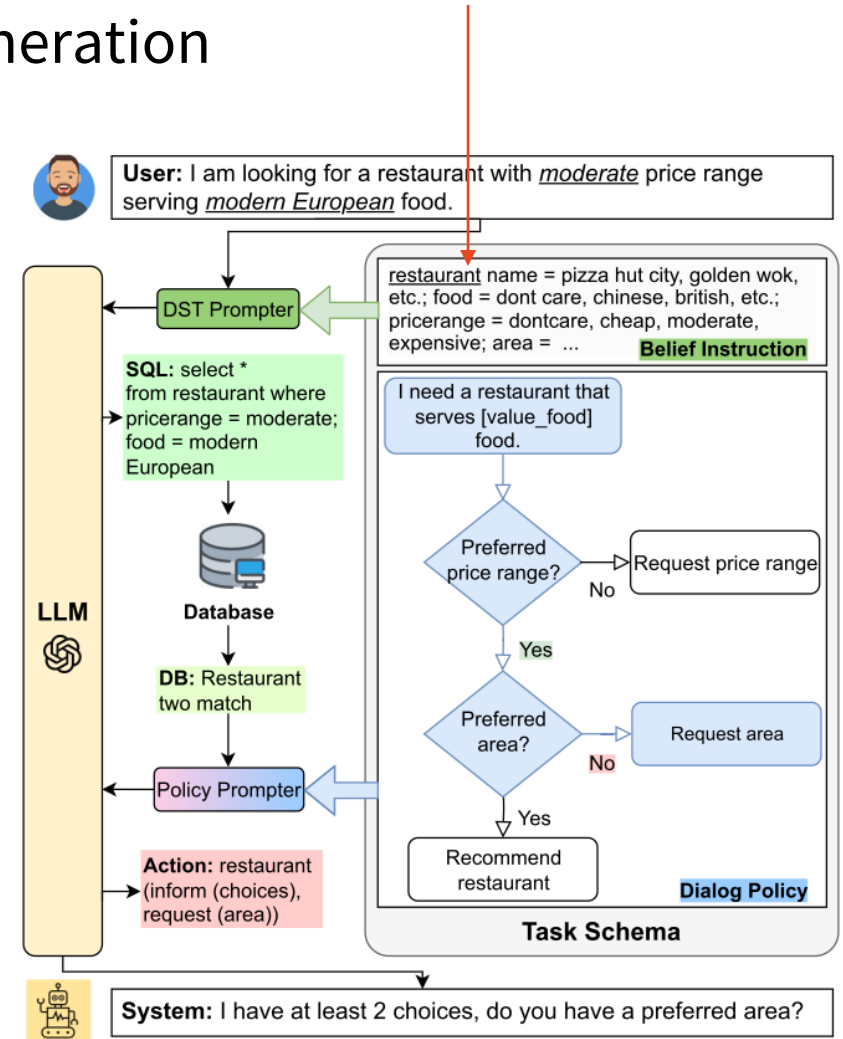 neration
User: I am looking for a restaurant with moderate price range
serving modern European food.
restaurant name = pizza hut city, golden wok,
etc.; food = dont care, chinese, british, etc.;
pricerange = dontcare, cheap, moderate,
expensive; area = ...
Belief Instruction
DST Prompter
SQL: select *
from restaurant where
pricerange = moderate;
food = modern
European
I need a restaurant that
serves [value_food]
food.
Preferred
price range?
No
Request price range
Yes
LLM
Database
DB: Restaurant
two match
Preferred
area?
No
Request area
Policy Prompter
Yes
Recommend
restaurant
Action: restaurant
(inform (choices),
request (area))
Dialog Policy
Task Schema
System: I have at least 2 choices, do you have a preferred area?